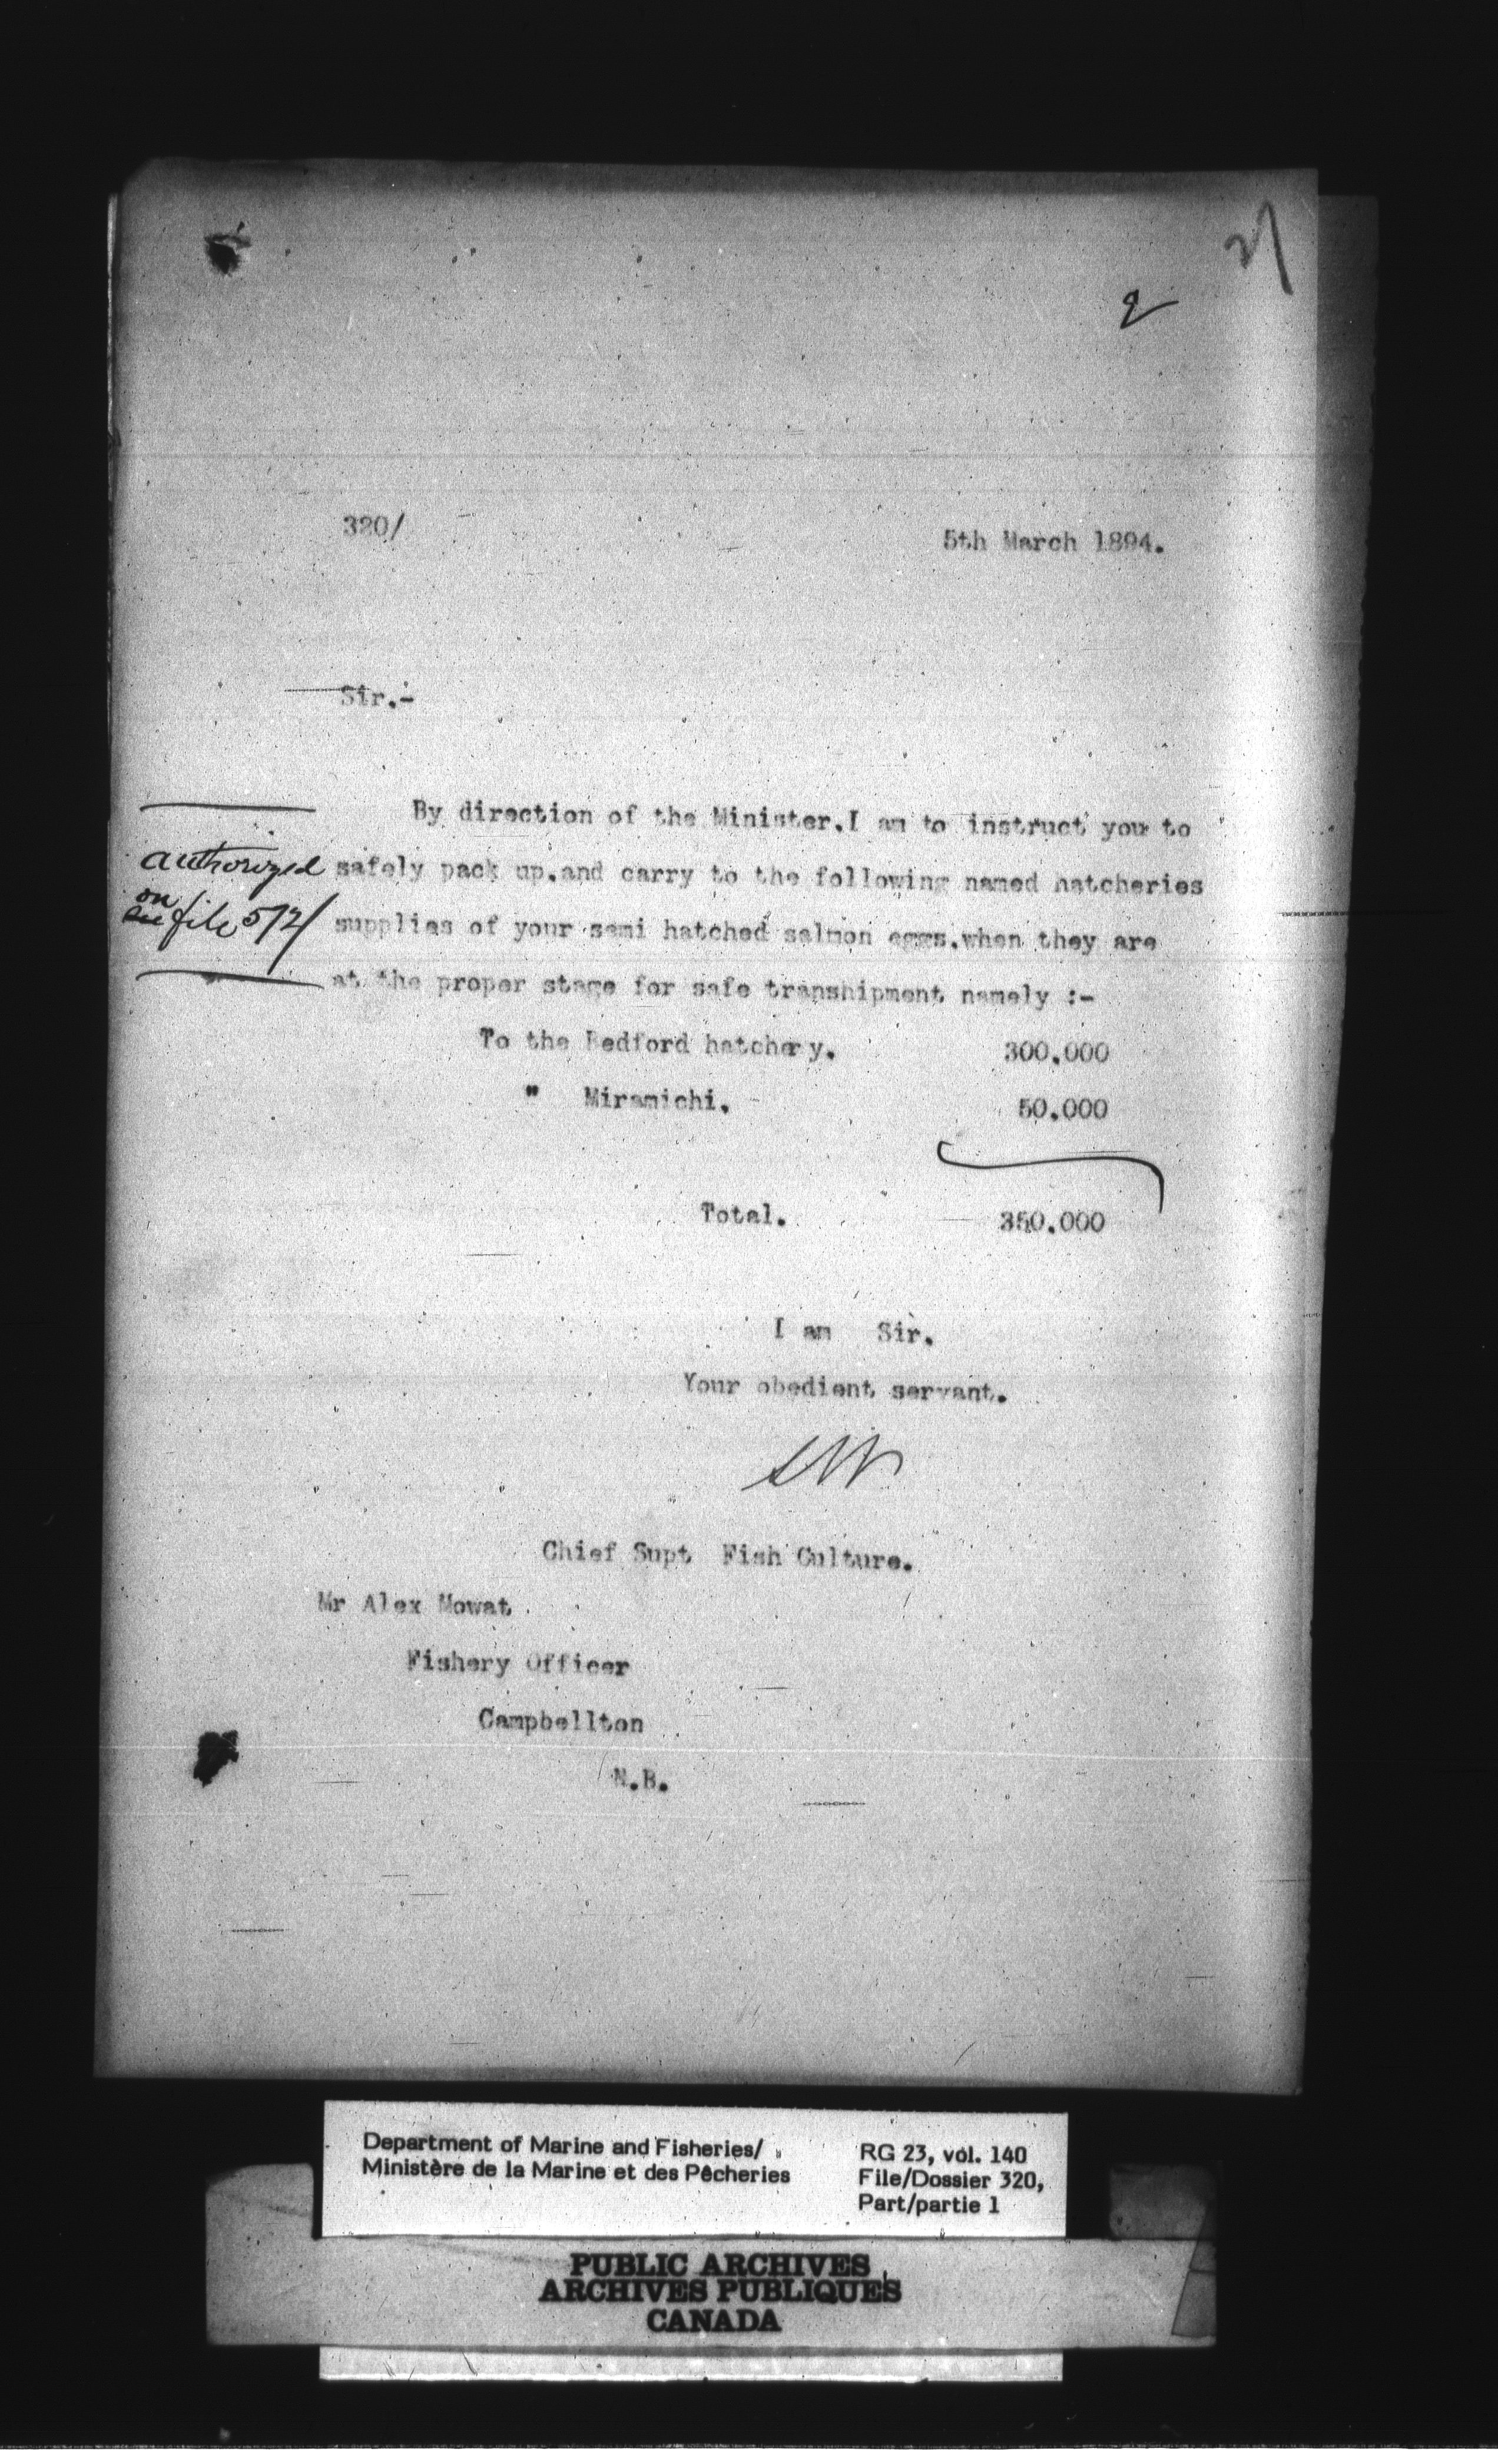 27
2
320/
5th March 1894.
Sir.-
By direction of the Minister.I am to instruct you to
authorized
safely pack up.and carry to the following named hatcheries
on
file 572/
supplies of your semi hatched salmon eggs.when they are
at the proper stage for safe transhipment namely :-
To the Bedford hatchery. 300.000
" Miramichi. 50.000
Total. 350.000
I am Sir.
Your obedient servant.
Chief Supt Fish Culture.
Mr Alex Mowat.
Fishery Officer
Campbellton
N.B.
Department of Marine and Fisheries/
Ministère de la Marine et des Pêcheries
RG 23, vol. 140
File/Dossier 320,
Part/partie 1
PUBLIC ARCHIVES
ARCHIVES PUBLIQUES
CANADA